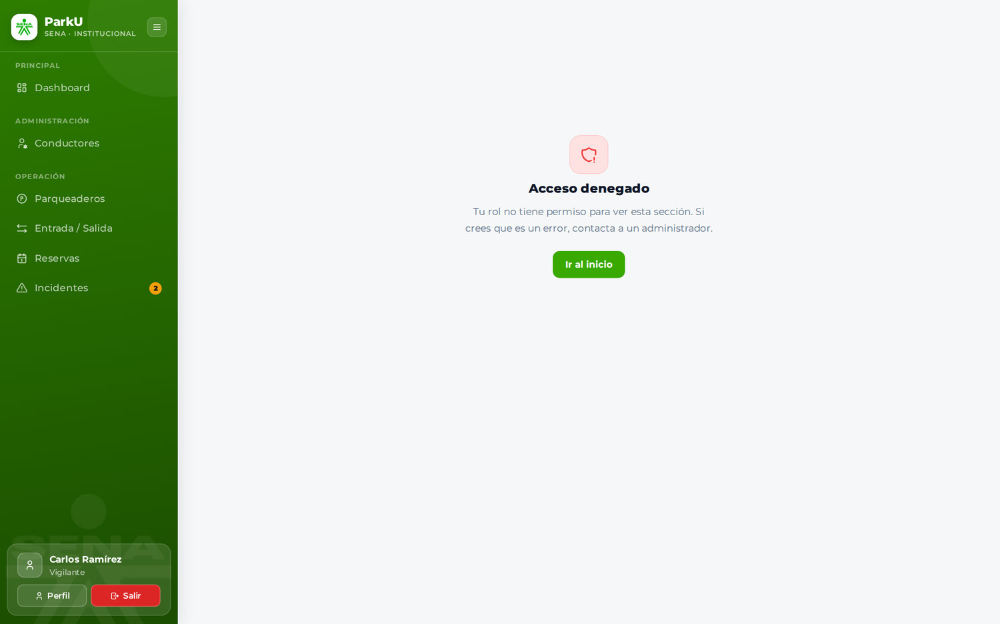 SENA
ParkU
SENA · INSTITUCIONAL
PRINCIPAL
Dashboard
ADMINISTRACIÓN
Conductores
OPERACIÓN
Parqueaderos
Entrada / Salida
Reservas
Incidentes
2
SENA
Carlos Ramírez
Vigilante
Perfil
Salir
Acceso denegado
Tu rol no tiene permiso para ver esta sección. Si
crees que es un error, contacta a un administrador.
Ir al inicio